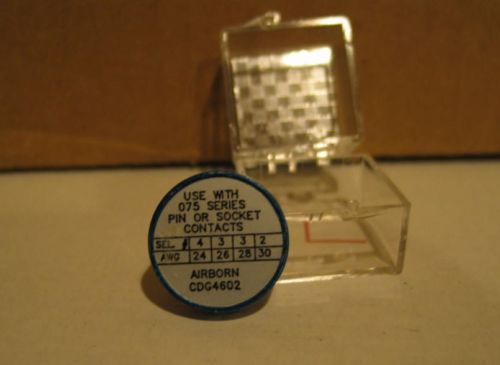 USE WITH
075 SERIES
PIN OR SOCKET
CONTACTS
SEL. # 4 3 3 2
AWG 24 26 28 30
AIRBORN
CDG4602